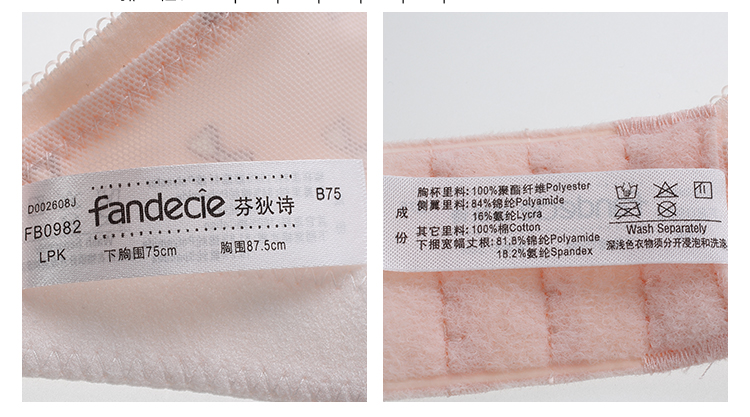 D002608J
FB0982
LPK
fandecie 芬狄诗
B75
下胸围75cm
胸围87.5cm
成份
胸杯里料: 100%聚酯纤维Polyester
侧翼里料: 84%锦纶Polyamide
16%氨纶Lycra
其它里料: 100%棉Cotton
下捆宽幅丈根: 81.8%锦纶Polyamide
18.2%氨纶Spandex
Wash Separately
深浅色衣物须分开浸泡和洗涤